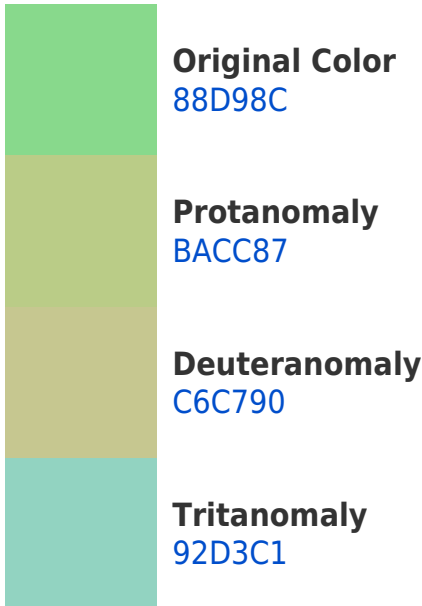 Original Color
88D98C
Protanomaly
BACC87
Deuteranomaly
C6C790
Tritanomaly
92D3C1